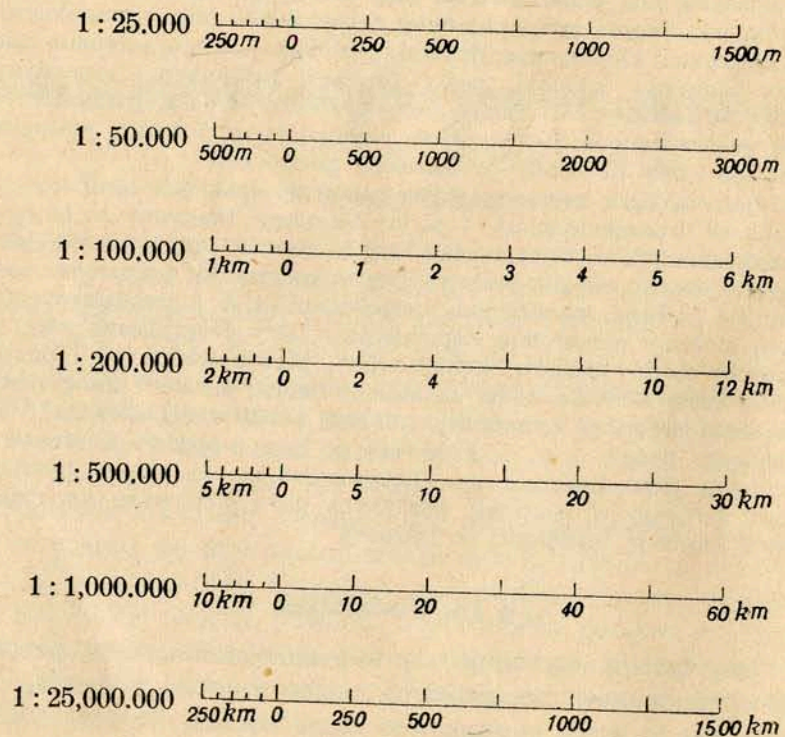 1 : 25.000
250 m 0 250 500 1000 1500 m
1 : 50.000
500 m 0 500 1000 2000 3000 m
1 : 100.000
1 km 0 1 2 3 4 5 6 km
1 : 200.000
2 km 0 2 4 10 12 km
1 : 500.000
5 km 0 5 10 20 30 km
1 : 1,000.000
10 km 0 10 20 40 60 km
1 : 25,000.000
250 km 0 250 500 1000 1500 km